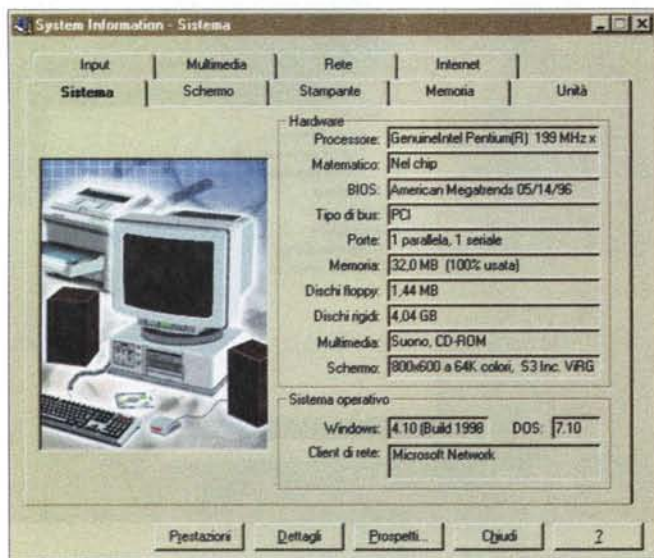 System Information - Sistema
Input Multimedia Rete Internet
Sistema Schermo Stampante Memoria Unità
Hardware
Processore: GenuineIntel Pentium(R) 199 MHz x
Matematico: Nel chip
BIOS: American Megatrends 05/14/96
Tipo di bus: PCI
Porte: 1 parallela, 1 seriale
Memoria: 32,0 MB (100% usata)
Dischi floppy: 1,44 MB
Dischi rigidi: 4,04 GB
Multimedia: Suono, CD-ROM
Schermo: 800x600 a 64K colori, S3 Inc. ViRG
Sistema operativo
Windows: 4.10 (Build 1998 DOS: 7.10
Client di rete: Microsoft Network
Prestazioni Dettagli Prospetti... Chiudi ?